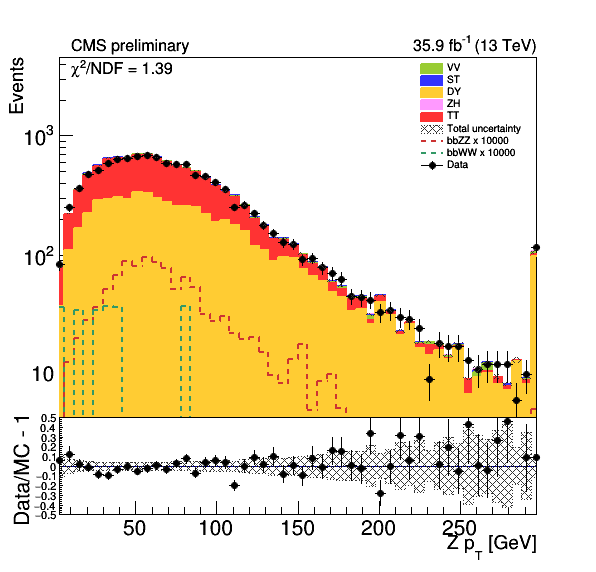 CMS preliminary
35.9 fb⁻¹ (13 TeV)
χ²/NDF = 1.39
Events
VV
ST
DY
ZH
TT
Total uncertainty
bbZZ x 10000
bbWW x 10000
Data
10³
10²
10
Data/MC - 1
0.5
0.4
0.3
0.2
0.1
0
-0.1
-0.2
-0.3
-0.4
-0.5
50 100 150 200 250
Z p_T [GeV]